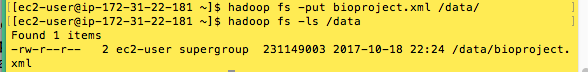 [[ec2-user@ip-172-31-22-181 ~]$ hadoop fs -put bioproject.xml /data/
[[ec2-user@ip-172-31-22-181 ~]$ hadoop fs -ls /data
Found 1 items
-rw-r--r--   2 ec2-user supergroup  231149003 2017-10-18 22:24 /data/bioproject.
xml